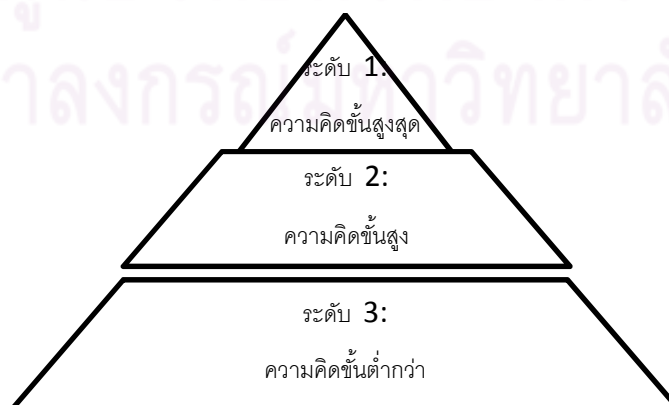 ระดับ 1:
ความคิดขั้นสูงสุด
ระดับ 2:
ความคิดขั้นสูง
ระดับ 3:
ความคิดขั้นต่ำกว่า